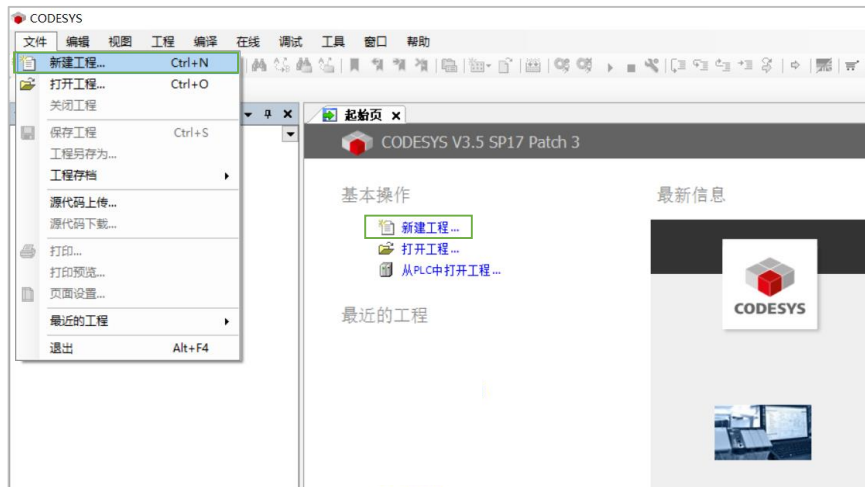 CODESYS
文件 编辑 视图 工程 编译 在线 调试 工具 窗口 帮助
新建工程... Ctrl+N
打开工程... Ctrl+O
关闭工程
保存工程 Ctrl+S
工程另存为...
工程存档
源代码上传...
源代码下载...
打印...
打印预览...
页面设置...
最近的工程
退出 Alt+F4
起始页
CODESYS V3.5 SP17 Patch 3
基本操作
新建工程...
打开工程...
从PLC中打开工程...
最近的工程
最新信息
CODESYS